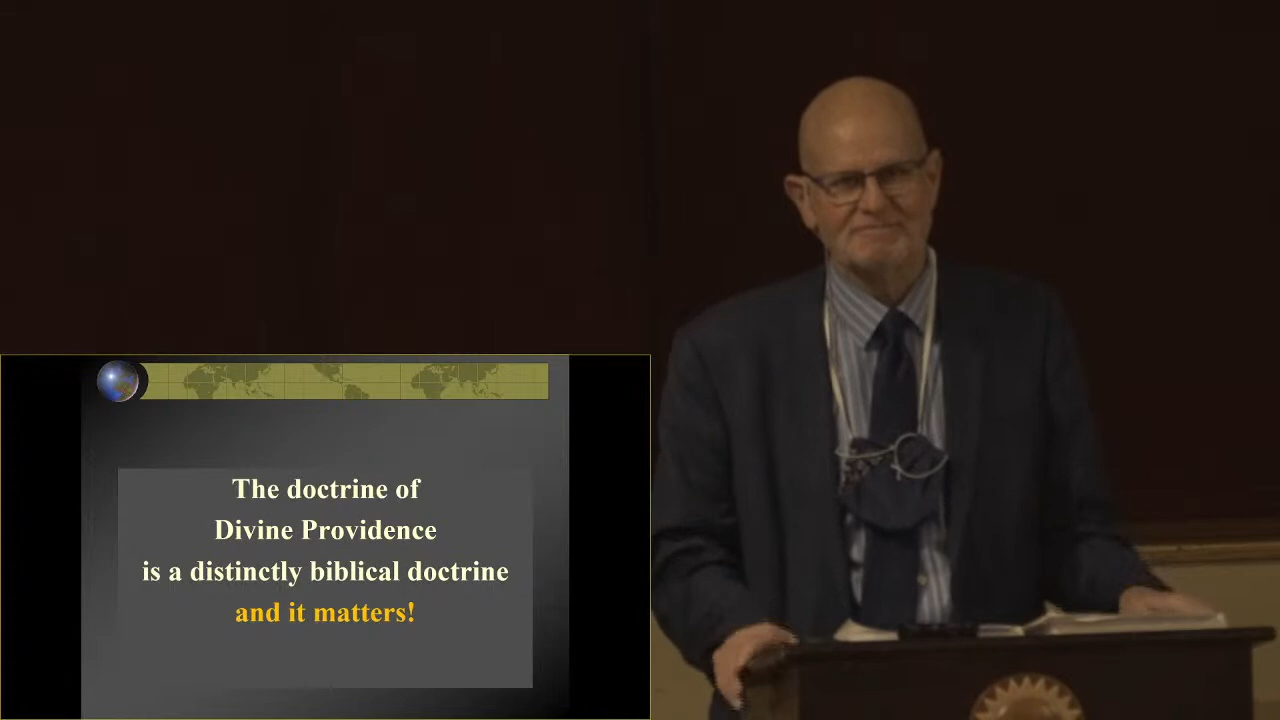 The doctrine of
Divine Providence
is a distinctly biblical doctrine
and it matters!